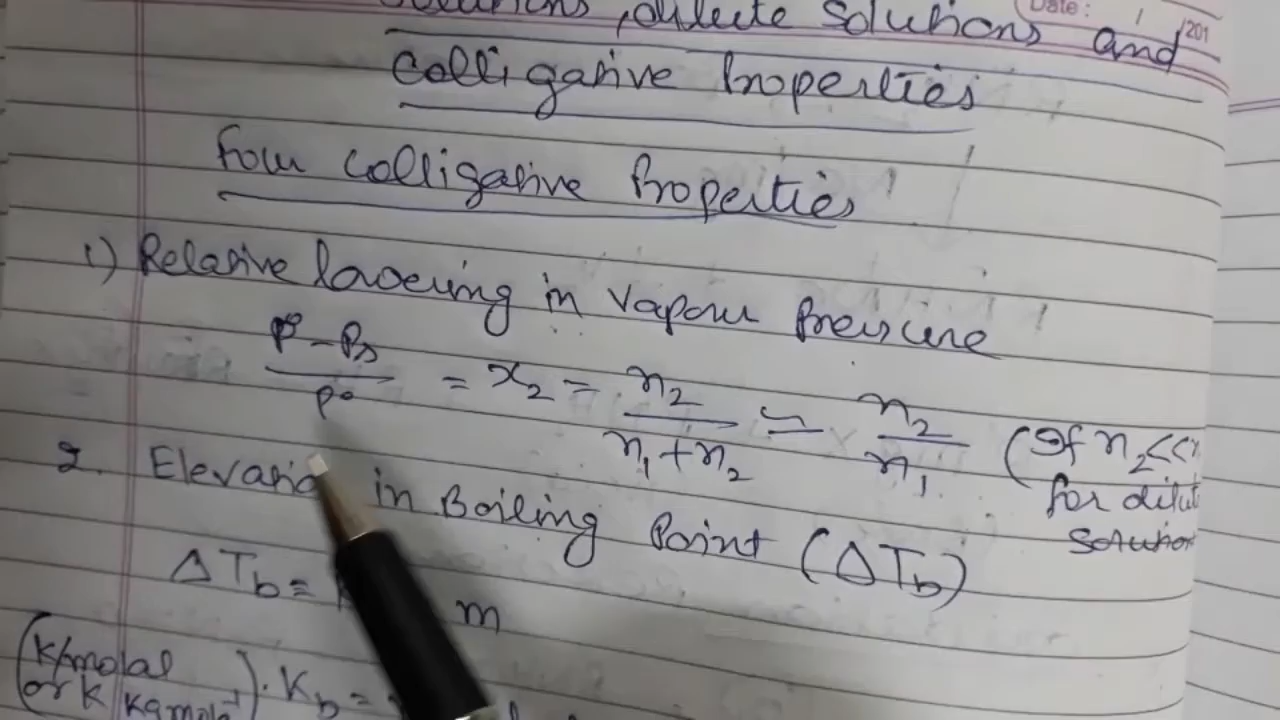 Solutions, dilute Solutions and
Date: / /201
Colligative Properties
Four Colligative Properties
1) Relative lowering in vapour Pressure
P° - Ps / P° = x₂ = n₂ / n₁ + n₂ ≃ n₂ / n₁ (If n₂ <<
for dilut
Solution
2. Elevation in Boiling Point (ΔTb)
ΔTb = m
(K/molal
or K kg mol⁻¹) . Kb =